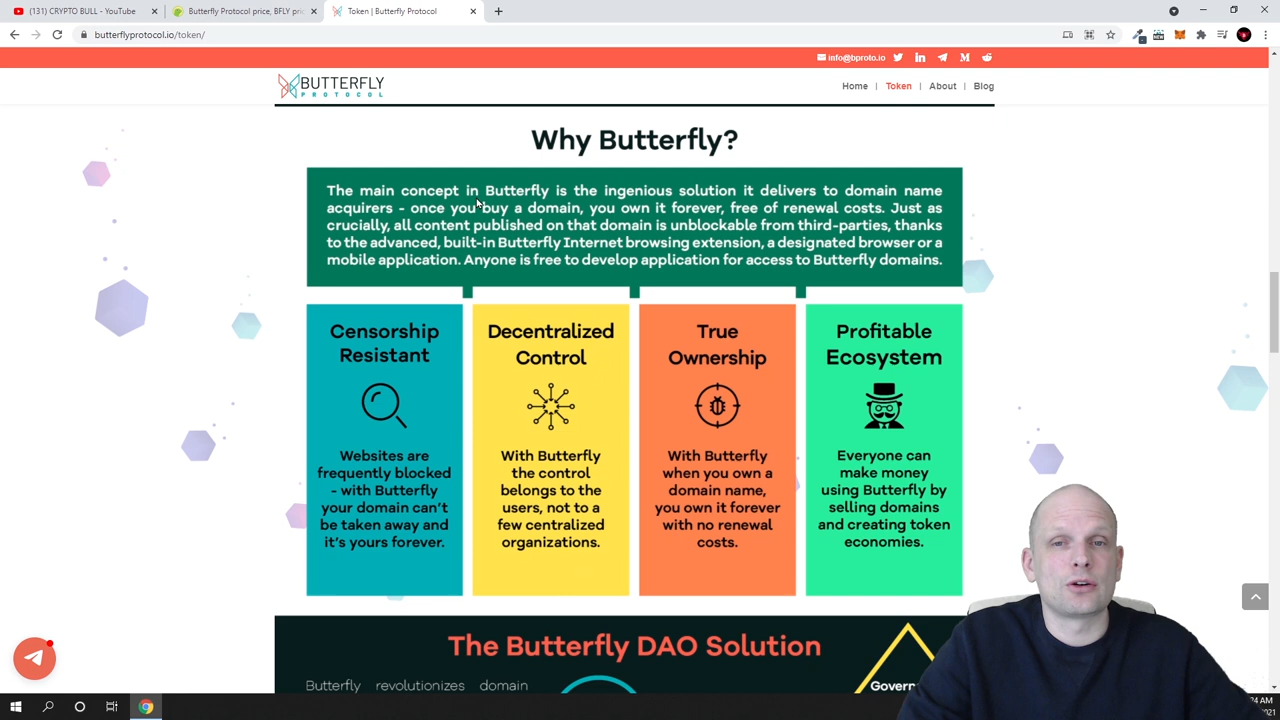 (131) CRYPTO BULL - YouTube
Butterfly Protocol price, BFLY pri
Token | Butterfly Protocol
butterflyprotocol.io/token/
info@bproto.io
BUTTERFLY
PROTOCOL
Home | Token | About | Blog
Why Butterfly?
The main concept in Butterfly is the ingenious solution it delivers to domain name
acquirers - once you buy a domain, you own it forever, free of renewal costs. Just as
crucially, all content published on that domain is unblockable from third-parties, thanks
to the advanced, built-in Butterfly Internet browsing extension, a designated browser or a
mobile application. Anyone is free to develop application for access to Butterfly domains.
Censorship
Resistant
Websites are
frequently blocked
- with Butterfly
your domain can't
be taken away and
it's yours forever.
Decentralized
Control
With Butterfly
the control
belongs to the
users, not to a
few centralized
organizations.
True
Ownership
With Butterfly
when you own a
domain name,
you own it forever
with no renewal
costs.
Profitable
Ecosystem
Everyone can
make money
using Butterfly by
selling domains
and creating token
economies.
The Butterfly DAO Solution
Butterfly revolutionizes domain